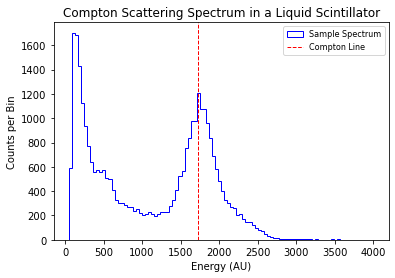 Compton Scattering Spectrum in a Liquid Scintillator
Sample Spectrum
Compton Line
Counts per Bin
1600
1400
1200
1000
800
600
400
200
0
0 500 1000 1500 2000 2500 3000 3500 4000
Energy (AU)